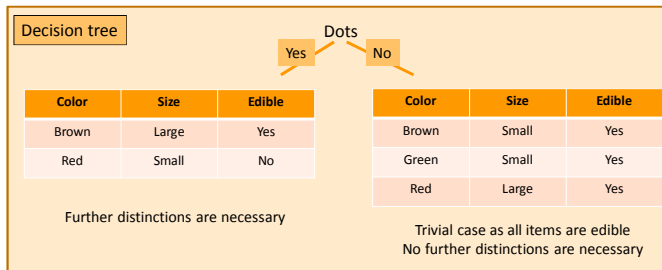 Decision tree
Dots
Yes No
Color Size Edible
Brown Large Yes
Red Small No
Further distinctions are necessary
Color Size Edible
Brown Small Yes
Green Small Yes
Red Large Yes
Trivial case as all items are edible
No further distinctions are necessary